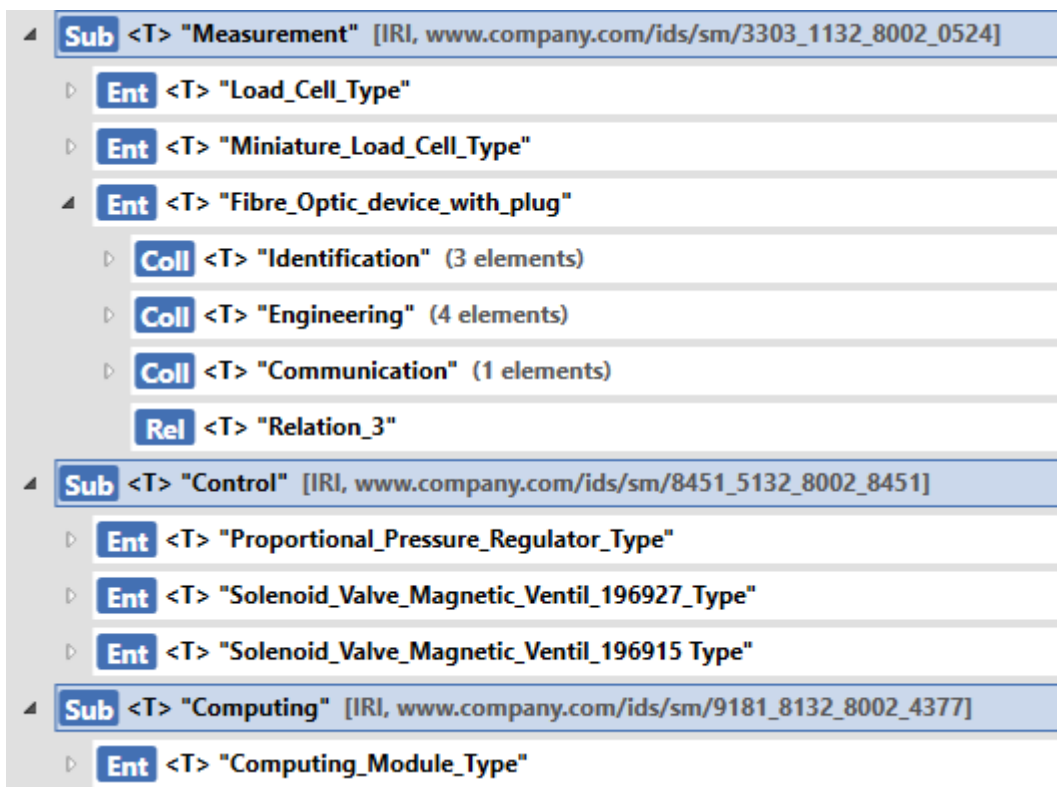 Sub <T> "Measurement" [IRI, www.company.com/ids/sm/3303_1132_8002_0524]
Ent <T> "Load_Cell_Type"
Ent <T> "Miniature_Load_Cell_Type"
Ent <T> "Fibre_Optic_device_with_plug"
Coll <T> "Identification" (3 elements)
Coll <T> "Engineering" (4 elements)
Coll <T> "Communication" (1 elements)
Rel <T> "Relation_3"
Sub <T> "Control" [IRI, www.company.com/ids/sm/8451_5132_8002_8451]
Ent <T> "Proportional_Pressure_Regulator_Type"
Ent <T> "Solenoid_Valve_Magnetic_Ventil_196927_Type"
Ent <T> "Solenoid_Valve_Magnetic_Ventil_196915 Type"
Sub <T> "Computing" [IRI, www.company.com/ids/sm/9181_8132_8002_4377]
Ent <T> "Computing_Module_Type"